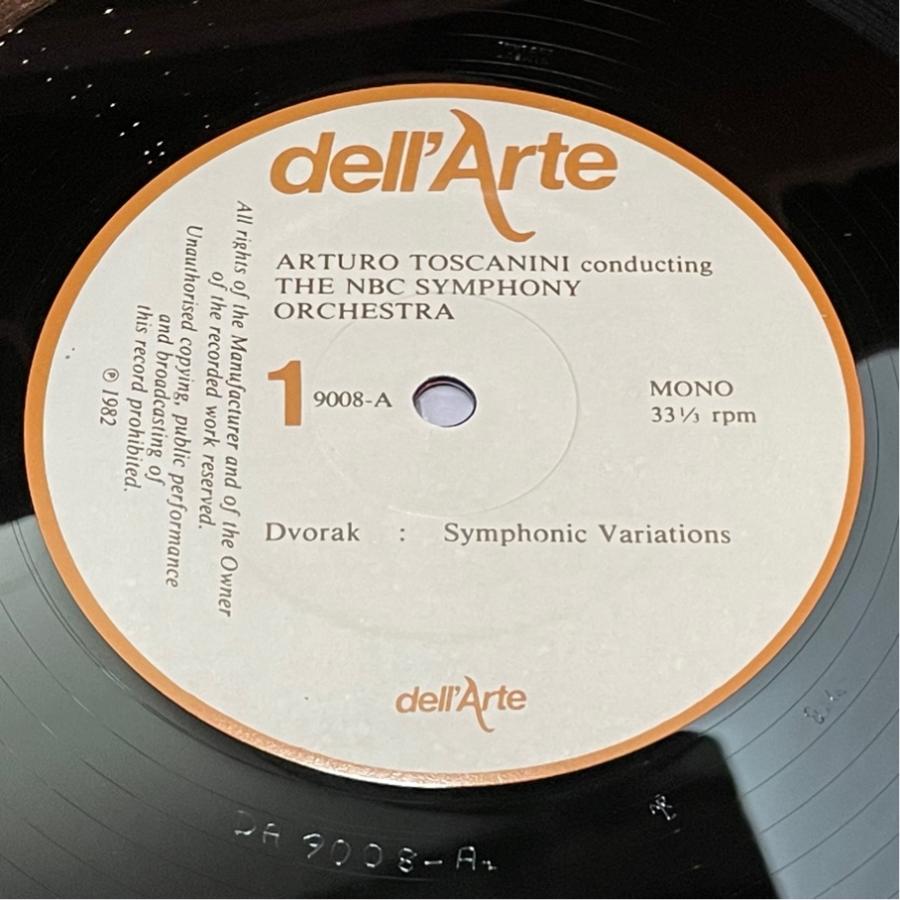 dell'Arte
ARTURO TOSCANINI conducting
THE NBC SYMPHONY
ORCHESTRA
1 9008-A
MONO
33⅓ rpm
Dvorak : Symphonic Variations
dell'Arte
All rights of the Manufacturer and of the Owner
of the recorded work reserved.
Unauthorised copying, public performance
and broadcasting of
this record prohibited.
℗ 1982
DA 9008-A